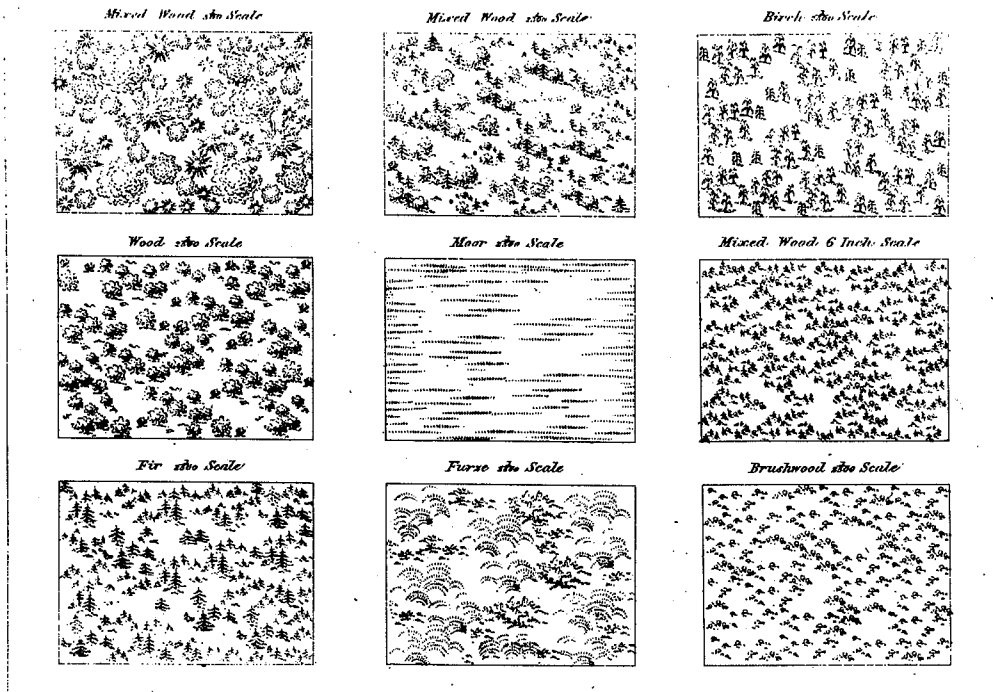 Mixed Wood Scale
Mixed Wood Scale
Birch Scale
Wood Scale
Moor Scale
Mixed Wood 6 Inch Scale
Fir Scale
Furze Scale
Brushwood Scale